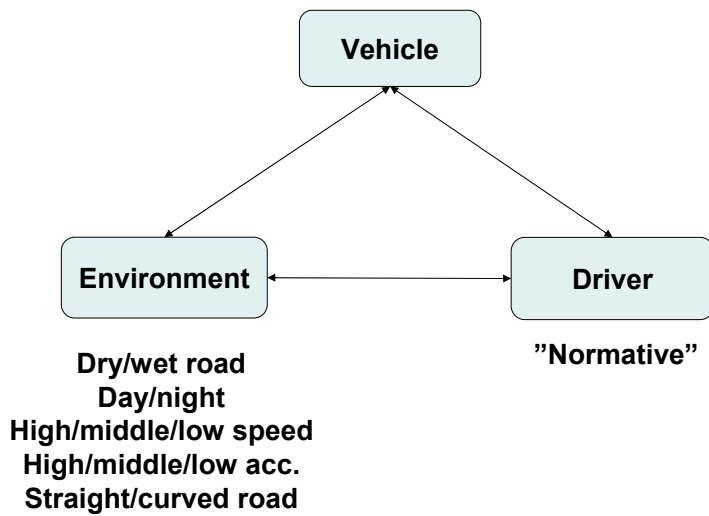 Vehicle
Environment
Driver
”Normative”
Dry/wet road
Day/night
High/middle/low speed
High/middle/low acc.
Straight/curved road